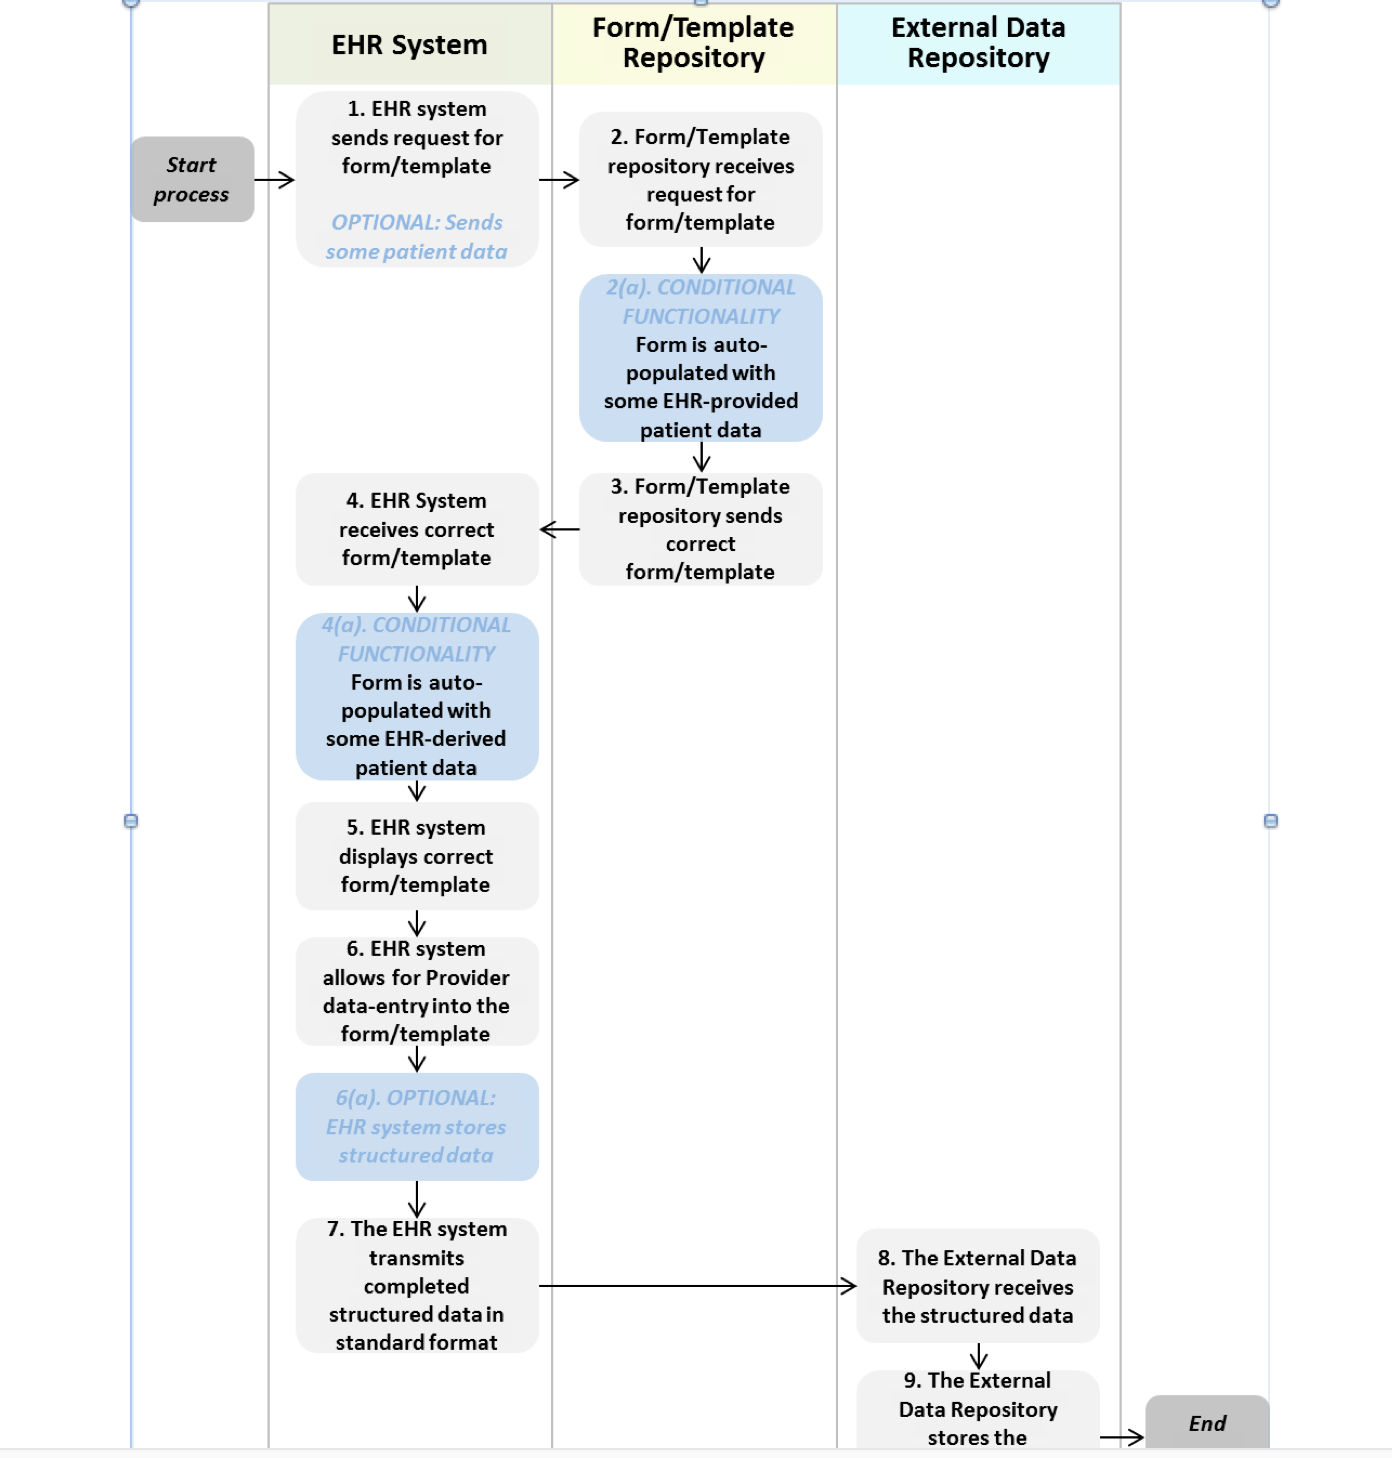 EHR System
Form/Template
Repository
External Data
Repository
Start
process
1. EHR system
sends request for
form/template
OPTIONAL: Sends
some patient data
2. Form/Template
repository receives
request for
form/template
2(a). CONDITIONAL
FUNCTIONALITY
Form is auto-
populated with
some EHR-provided
patient data
3. Form/Template
repository sends
correct
form/template
4. EHR System
receives correct
form/template
4(a). CONDITIONAL
FUNCTIONALITY
Form is auto-
populated with
some EHR-derived
patient data
5. EHR system
displays correct
form/template
6. EHR system
allows for Provider
data-entry into the
form/template
6(a). OPTIONAL:
EHR system stores
structured data
7. The EHR system
transmits
completed
structured data in
standard format
8. The External Data
Repository receives
the structured data
9. The External
Data Repository
stores the
End